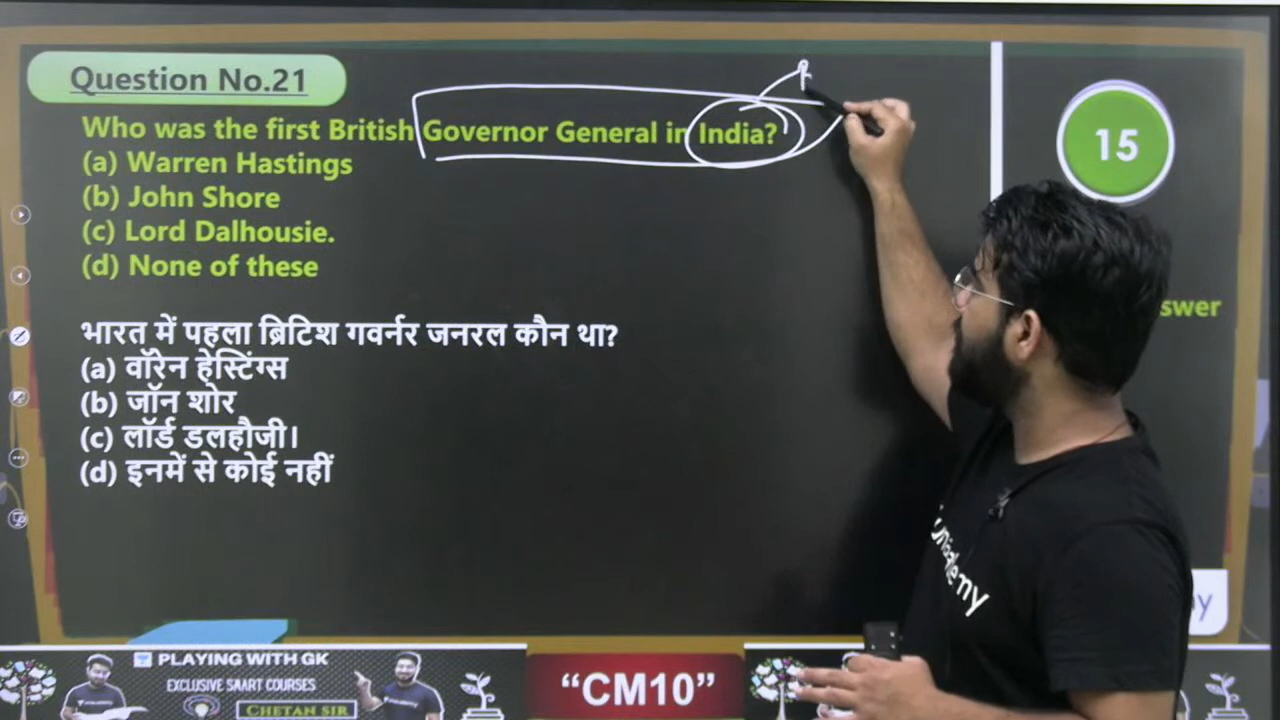 Question No.21
15
Who was the first British Governor General in India?
(a) Warren Hastings
(b) John Shore
(c) Lord Dalhousie.
(d) None of these
swer
भारत में पहला ब्रिटिश गवर्नर जनरल कौन था?
(a) वॉरेन हेस्टिंग्स
(b) जॉन शोर
(c) लॉर्ड डलहौजी।
(d) इनमें से कोई नहीं
unacademy
y
PLAYING WITH GK
EXCLUSIVE SMART COURSES
CHETAN SIR
“CM10”